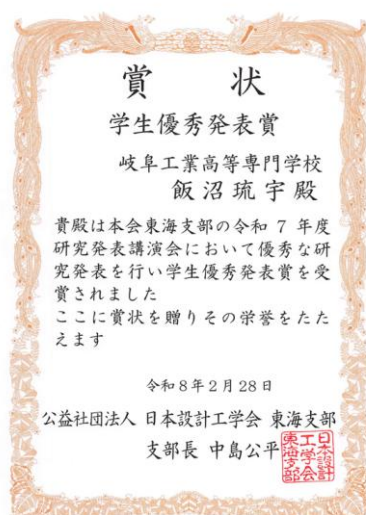 賞状
学生優秀発表賞
岐阜工業高等専門学校
飯沼琉宇殿
貴殿は本会東海支部の令和 7 年度
研究発表講演会において優秀な研
究発表を行い学生優秀発表賞を受
賞されました
ここに賞状を贈りその栄誉をたた
えます
令和8年2月28日
公益社団法人 日本設計工学会 東海支部
支部長 中島公平
日本設計
工学会
東海支部